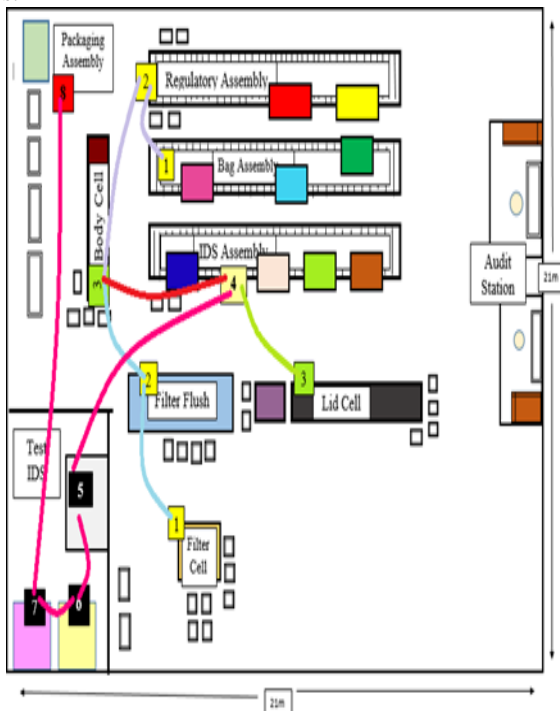 Packaging
Assembly
8
2
Regulatory Assembly
1
Bag Assembly
Body Cell
IDS Assembly
3
4
Audit
Station
21m
2
Filter Flush
3
Lid Cell
Test
IDS
5
1
Filter
Cell
7
6
21m